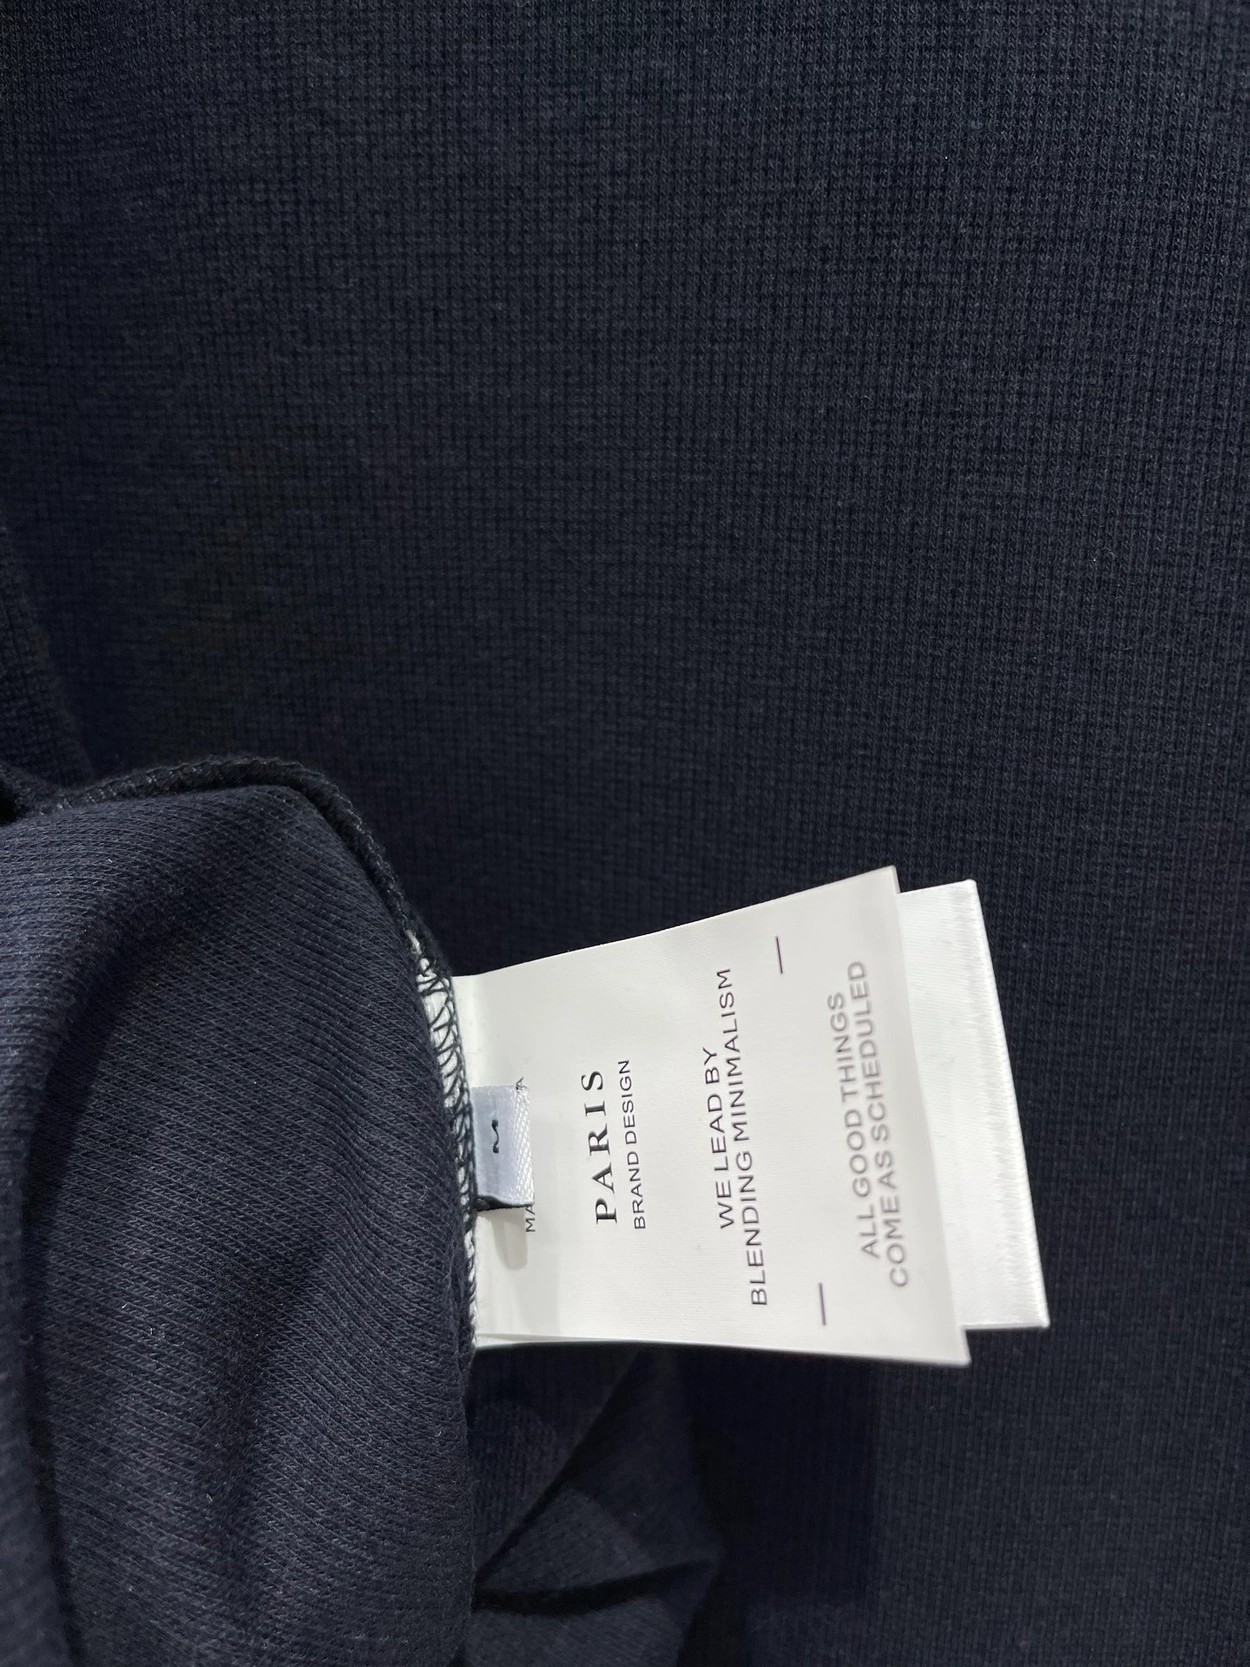 M
PARIS
BRAND DESIGN
WE LEAD BY
BLENDING MINIMALISM
ALL GOOD THINGS
COME AS SCHEDULED